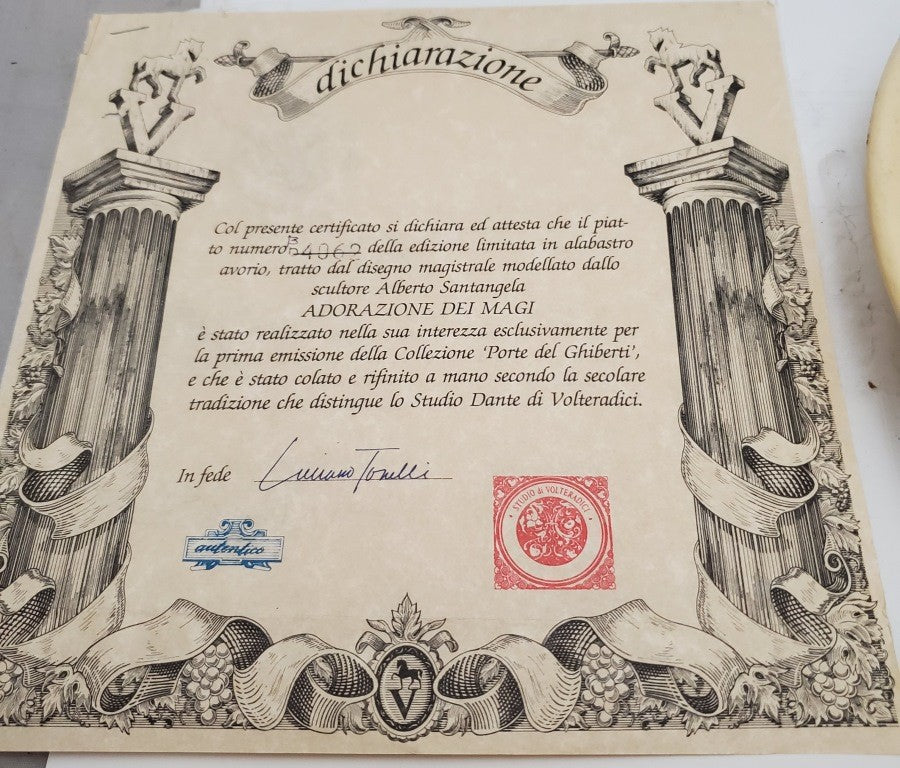 dichiarazione
Col presente certificato si dichiara ed attesta che il piat-
to numero B4062 della edizione limitata in alabastro
avorio, tratto dal disegno magistrale modellato dallo
scultore Alberto Santangela
ADORAZIONE DEI MAGI
è stato realizzato nella sua interezza esclusivamente per
la prima emissione della Collezione ‘Porte del Ghiberti’,
e che è stato colato e rifinito a mano secondo la secolare
tradizione che distingue lo Studio Dante di Volteradici.
In fede Luciano Tonelli
autentico
• STUDIO di VOLTERADICI •
V
V
V